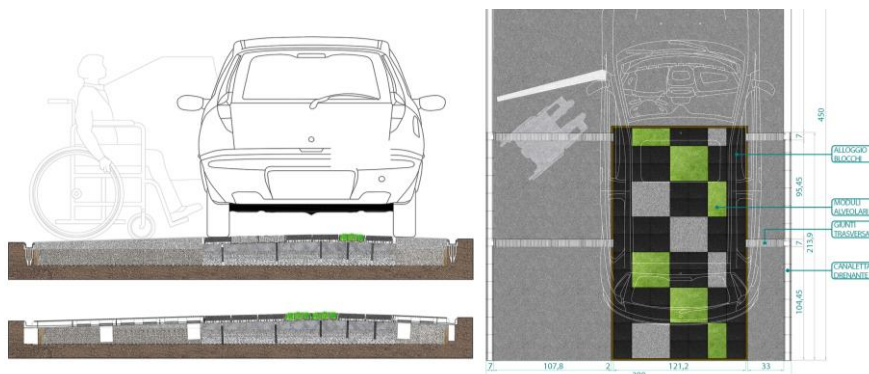 450
7
ALLOGGIO
BLOCCHI
95,45
MODULI
ALVEOLARI
GIUNTI
TRASVERSA
7
213,9
CANALETTA
DRENANTE
104,45
7
107,8
2
121,2
33